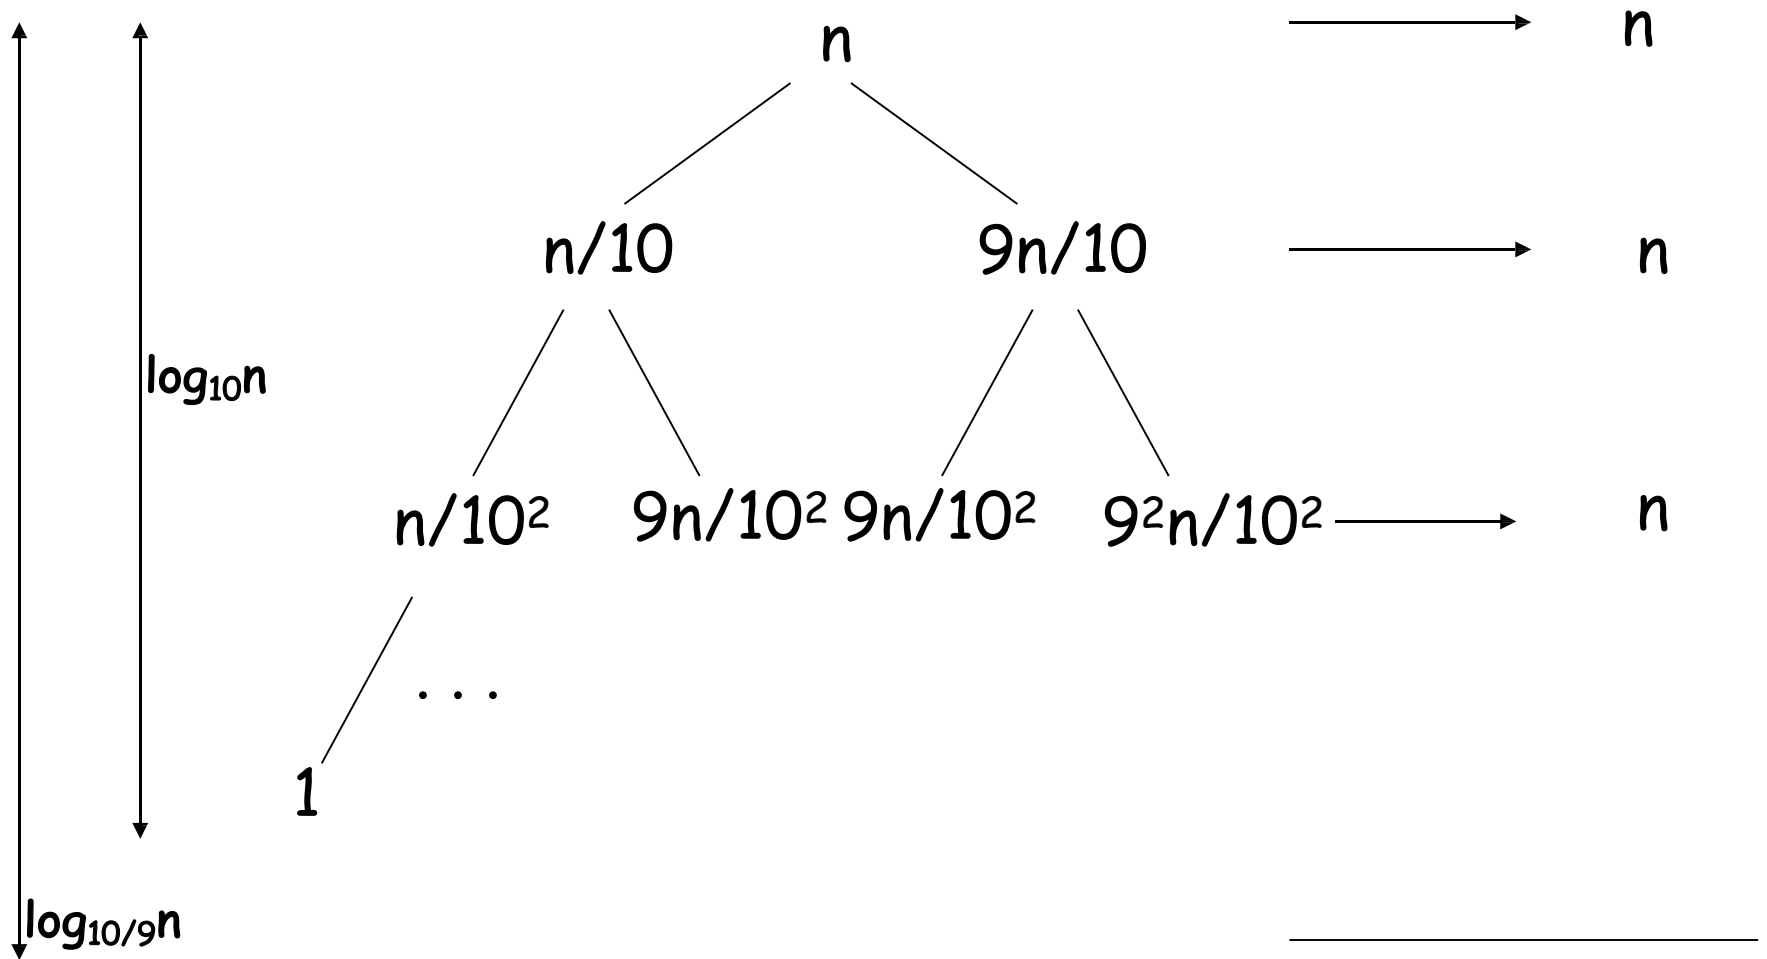 n n
n/10 9n/10 n
log₁₀n
n/10² 9n/10² 9n/10² 9²n/10² n
. . .
1
log₁₀/₉n